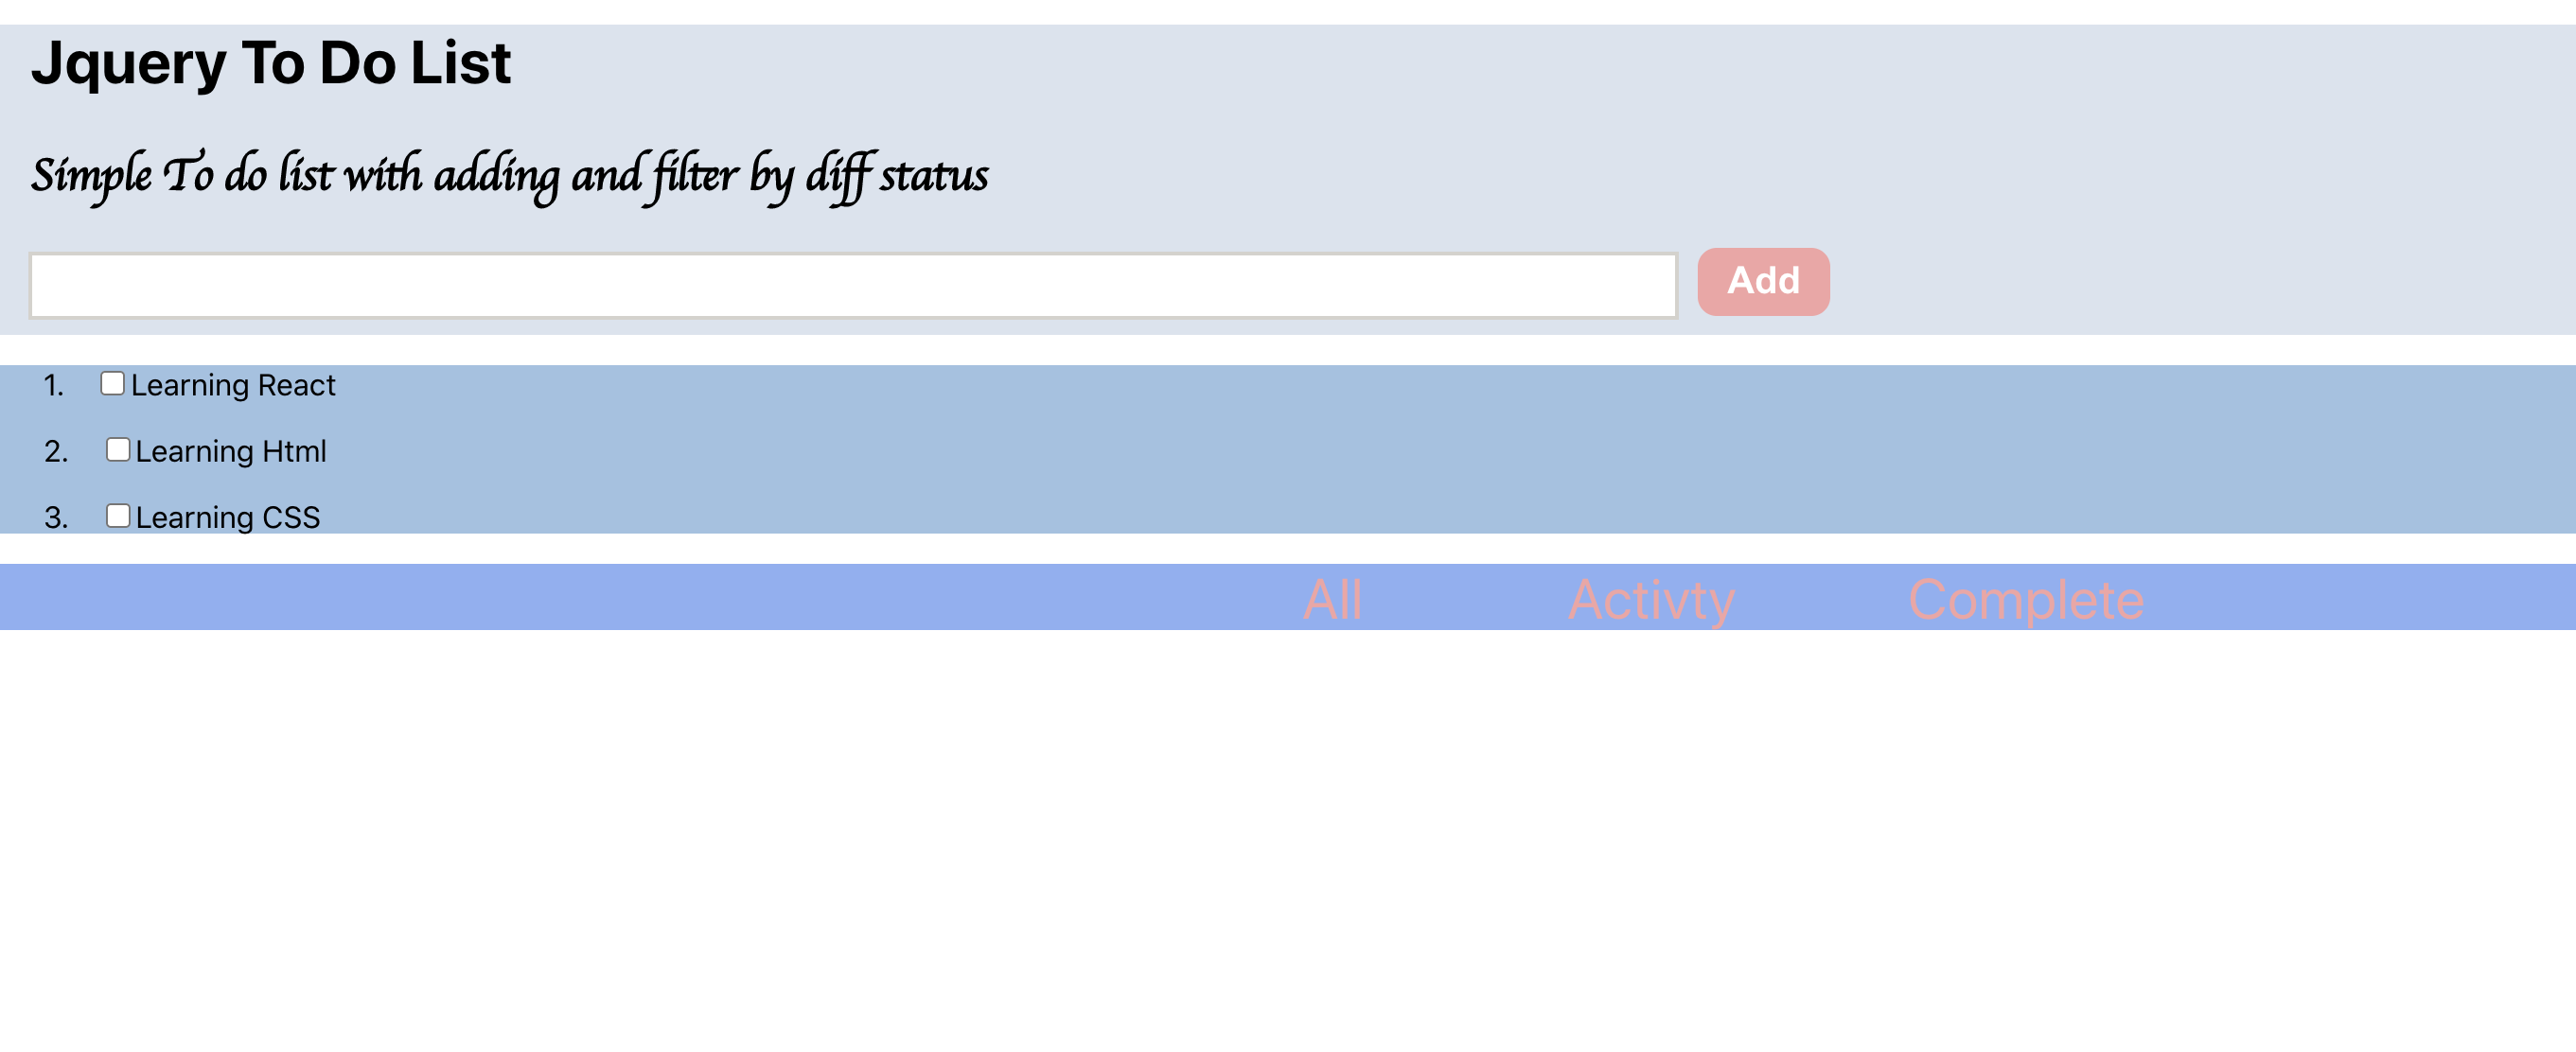 Jquery To Do List
Simple To do list with adding and filter by diff status
Add
1. Learning React
2. Learning Html
3. Learning CSS
All Activty Complete